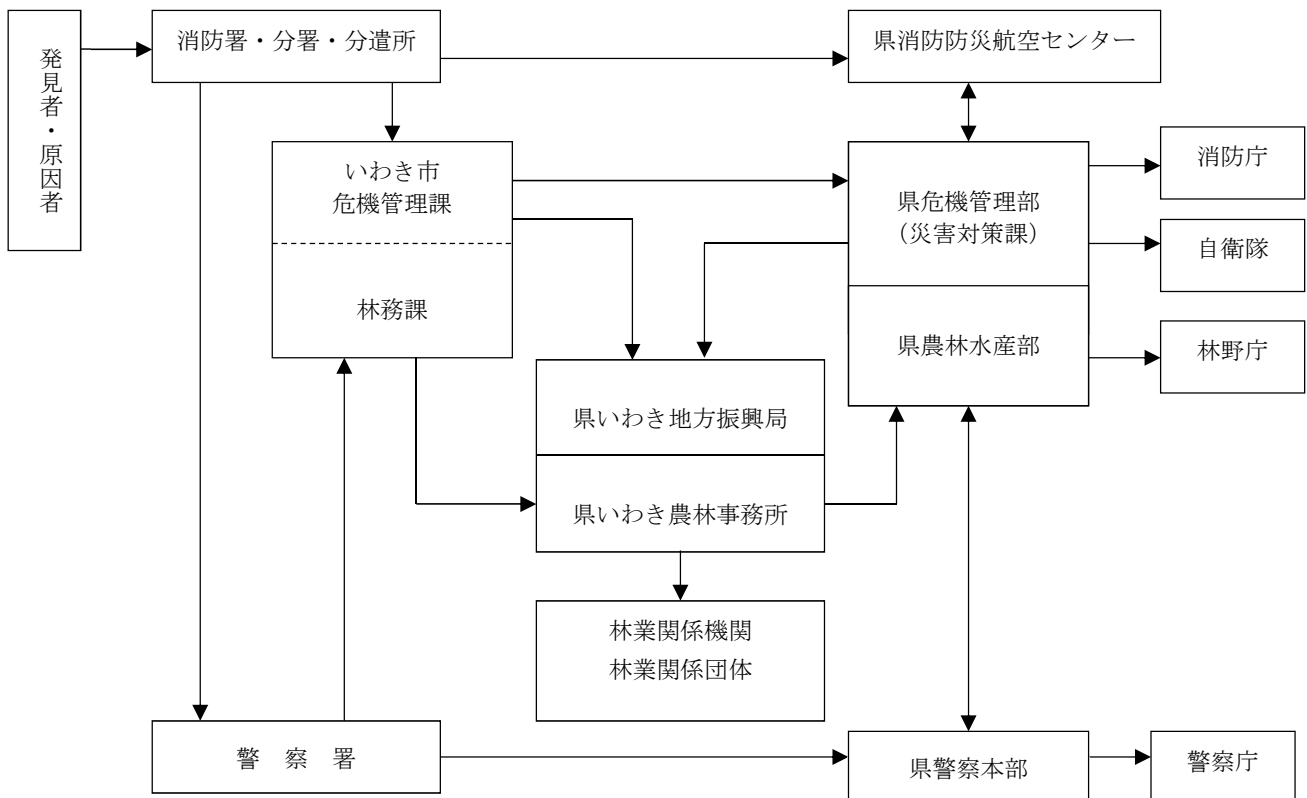 発見者・原因者
消防署・分署・分遣所
県消防防災航空センター
いわき市
危機管理課
林務課
県危機管理部
（災害対策課）
県農林水産部
消防庁
自衛隊
林野庁
県いわき地方振興局
県いわき農林事務所
林業関係機関
林業関係団体
警　察　署
県警察本部
警察庁